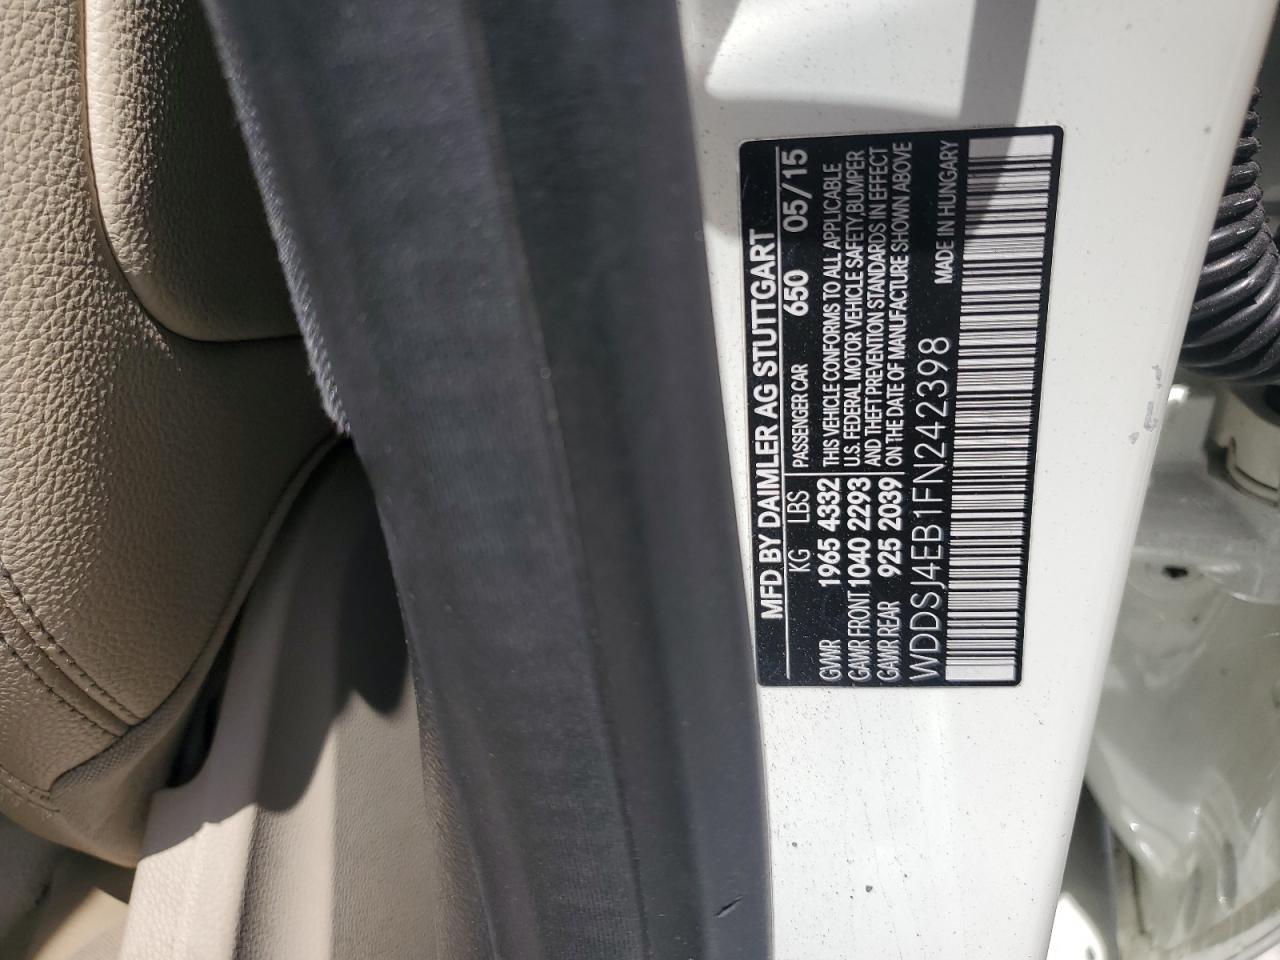 MFD BY DAIMLER AG STUTTGART
KG LBS PASSENGER CAR 650 05/15
GVWR 1965 4332 THIS VEHICLE CONFORMS TO ALL APPLICABLE
GAWR FRONT 1040 2293 U.S. FEDERAL MOTOR VEHICLE SAFETY,BUMPER
GAWR REAR 925 2039 AND THEFT PREVENTION STANDARDS IN EFFECT
ON THE DATE OF MANUFACTURE SHOWN ABOVE
WDDSJ4EB1FN242398 MADE IN HUNGARY